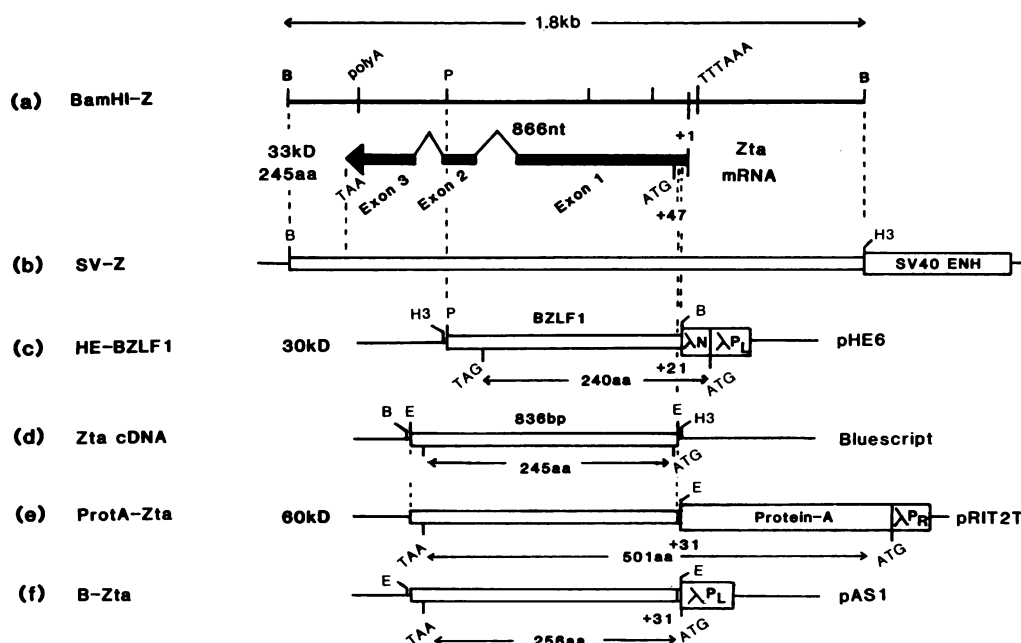 1.8kb
B polyA P TTTAAA B
(a) BamHI-Z
866nt +1
33kD Zta
245aa mRNA
TAA Exon 3 Exon 2 Exon 1 ATG
+47
B H3
(b) SV-Z SV40 ENH
H3 P BZLF1 B
(c) HE-BZLF1 30kD λN λPL pHE6
TAG 240aa +21 ATG
B E 836bp E H3
(d) Zta cDNA Bluescript
245aa ATG
E
(e) ProtA-Zta 60kD Protein-A λPR pRIT2T
TAA 501aa +31 ATG
E E
(f) B-Zta λPL pAS1
TAA 256aa +31 ATG